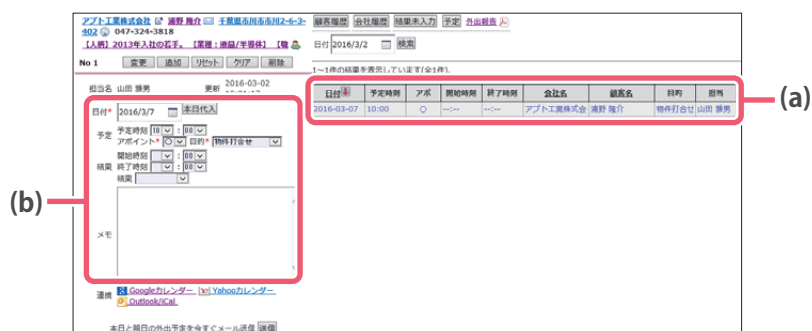 アプト工業株式会社 浦野 隆介 千葉県市川市市川2-6-3-402 047-324-3818
【人柄】2013年入社の若手。【業種：液晶/半導体】【職
No 1 変更 追加 リセット クリア 削除
担当名 山田 雅男 更新 2016-03-02
日付* 2016/3/7 本日代入
予定 予定時刻 10 : 00
アポイント* ○ 目的* 物件打合せ
開始時刻 : 00
結果 終了時刻 : 00
結果
メモ
連携 Googleカレンダー Yahooカレンダー
Outlook/iCal
本日と明日の外出予定を今すぐメール送信 送信
(b)
顧客履歴 会社履歴 結果未入力 予定 外出報告
日付 2016/3/2 検索
1～1件の結果を表示しています(全1件)。
日付 予定時刻 アポ 開始時刻 終了時刻 会社名 顧客名 目的 担当
2016-03-07 10:00 ○ --:-- --:-- アプト工業株式会 浦野 隆介 物件打合せ 山田 雅男
(a)